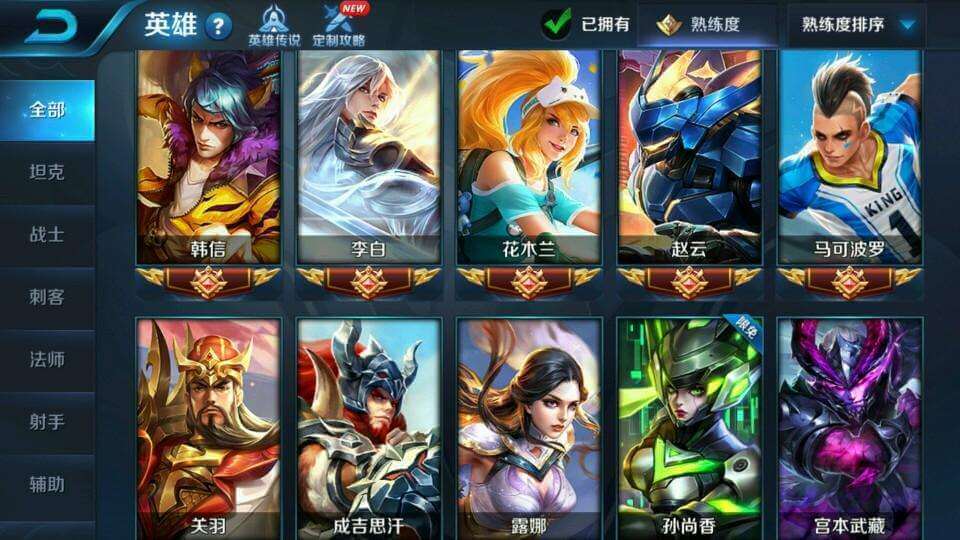 英雄 ?
英雄传说
NEW
定制攻略
已拥有
熟练度
熟练度排序
全部
坦克
战士
刺客
法师
射手
辅助
韩信
李白
花木兰
赵云
KING
1
马可波罗
关羽
成吉思汗
露娜
限免
孙尚香
宫本武藏